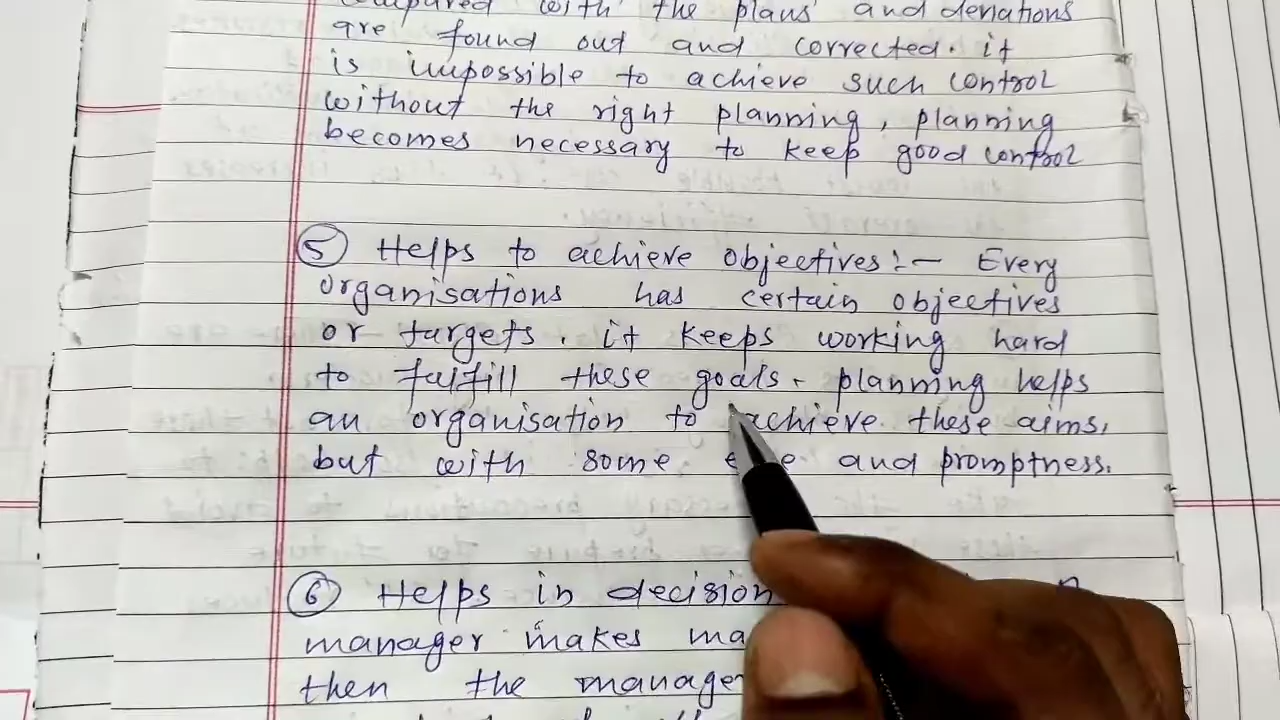 compared with the plans and deviations
are found out and corrected. it
is impossible to achieve such control
without the right planning, planning
becomes necessary to keep good control
⑤ Helps to achieve objectives:- Every
organisations has certain objectives
or targets. it keeps working hard
to fulfill these goals. planning helps
an organisation to achieve these aims,
but with some and promptness.
⑥ Helps in decision
manager makes
then the manager